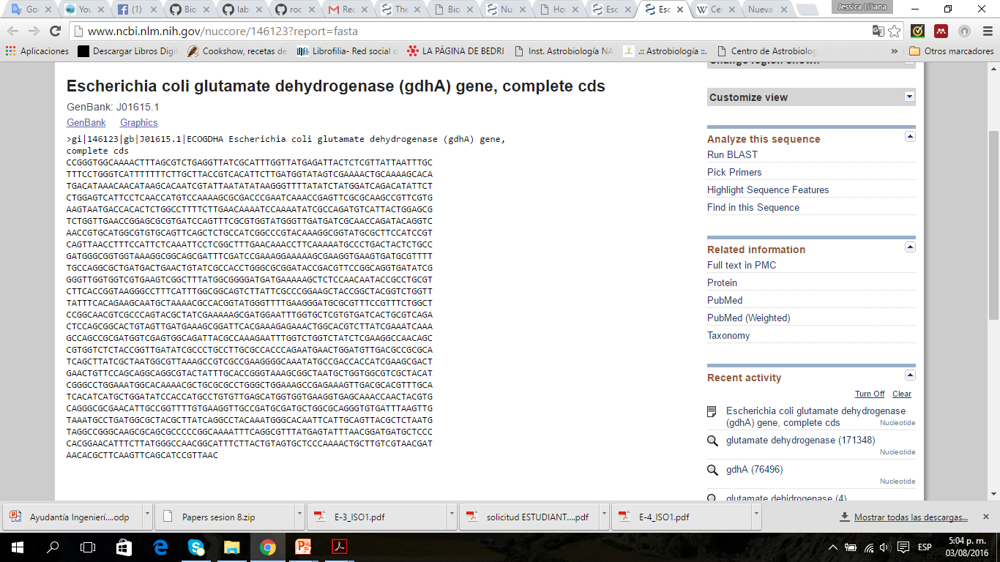 Goo
You
(1)
Bio
lab
roc
Rec
The
Bio
Nu
Ho
Esc
Esc
Cer
Nueva
Jessica Liliana
www.ncbi.nlm.nih.gov/nuccore/146123?report=fasta
Aplicaciones
Descargar Libros Digit
Cookshow, recetas de
Librofilia- Red social d
LA PÁGINA DE BEDRI
Inst. Astrobiología NA
.:: Astrobiología ::.
Centro de Astrobiolog
»
Otros marcadores
Escherichia coli glutamate dehydrogenase (gdhA) gene, complete cds
GenBank: J01615.1
GenBank Graphics
>gi|146123|gb|J01615.1|ECOGDHA Escherichia coli glutamate dehydrogenase (gdhA) gene,
complete cds
CCGGGTGGCAAAACTTTAGCGTCTGAGGTTATCGCATTTGGTTATGAGATTACTCTCGTTATTAATTTGC
TTTCCTGGGTCATTTTTTTCTTGCTTACCGTCACATTCTTGATGGTATAGTCGAAAACTGCAAAAGCACA
TGACATAAACAACATAAGCACAATCGTATTAATATATAAGGGTTTTATATCTATGGATCAGACATATTCT
CTGGAGTCATTCCTCAACCATGTCCAAAAGCGCGACCCGAATCAAACCGAGTTCGCGCAAGCCGTTCGTG
AAGTAATGACCACACTCTGGCCTTTTCTTGAACAAAATCCAAAATATCGCCAGATGTCATTACTGGAGCG
TCTGGTTGAACCGGAGCGCGTGATCCAGTTTCGCGTGGTATGGGTTGATGATCGCAACCAGATACAGGTC
AACCGTGCATGGCGTGTGCAGTTCAGCTCTGCCATCGGCCCGTACAAAGGCGGTATGCGCTTCCATCCGT
CAGTTAACCTTTCCATTCTCAAATTCCTCGGCTTTGAACAAACCTTCAAAAATGCCCTGACTACTCTGCC
GATGGGCGGTGGTAAAGGCGGCAGCGATTTCGATCCGAAAGGAAAAAGCGAAGGTGAAGTGATGCGTTTT
TGCCAGGCGCTGATGACTGAACTGTATCGCCACCTGGGCGCGGATACCGACGTTCCGGCAGGTGATATCG
GGGTTGGTGGTCGTGAAGTCGGCTTTATGGCGGGGATGATGAAAAAGCTCTCCAACAATACCGCCTGCGT
CTTCACCGGTAAGGGCCTTTCATTTGGCGGCAGTCTTATTCGCCCGGAAGCTACCGGCTACGGTCTGGTT
TATTTCACAGAAGCAATGCTAAAACGCCACGGTATGGGTTTTGAAGGGATGCGCGTTTCCGTTTCTGGCT
CCGGCAACGTCGCCCAGTACGCTATCGAAAAAGCGATGGAATTTGGTGCTCGTGTGATCACTGCGTCAGA
CTCCAGCGGCACTGTAGTTGATGAAAGCGGATTCACGAAAGAGAAACTGGCACGTCTTATCGAAATCAAA
GCCAGCCGCGATGGTCGAGTGGCAGATTACGCCAAAGAATTTGGTCTGGTCTATCTCGAAGGCCAACAGC
CGTGGTCTCTACCGGTTGATATCGCCCTGCCTTGCGCCACCCAGAATGAACTGGATGTTGACGCCGCGCA
TCAGCTTATCGCTAATGGCGTTAAAGCCGTCGCCGAAGGGGCAAATATGCCGACCACCATCGAAGCGACT
GAACTGTTCCAGCAGGCAGGCGTACTATTTGCACCGGGTAAAGCGGCTAATGCTGGTGGCGTCGCTACAT
CGGGCCTGGAAATGGCACAAAACGCTGCGCGCCTGGGCTGGAAAGCCGAGAAAGTTGACGCACGTTTGCA
TCACATCATGCTGGATATCCACCATGCCTGTGTTGAGCATGGTGGTGAAGGTGAGCAAACCAACTACGTG
CAGGGCGCGAACATTGCCGGTTTTGTGAAGGTTGCCGATGCGATGCTGGCGCAGGGTGTGATTTAAGTTG
TAAATGCCTGATGGCGCTACGCTTATCAGGCCTACAAATGGGCACAATTCATTGCAGTTACGCTCTAATG
TAGGCCGGGCAAGCGCAGCGCCCCCGGCAAAATTTCAGGCGTTTATGAGTATTTAACGGATGATGCTCCC
CACGGAACATTTCTTATGGGCCAACGGCATTTCTTACTGTAGTGCTCCCAAAACTGCTTGTCGTAACGAT
AACACGCTTCAAGTTCAGCATCCGTTAAC
Change region shown
Customize view
Analyze this sequence
Run BLAST
Pick Primers
Highlight Sequence Features
Find in this Sequence
Related information
Full text in PMC
Protein
PubMed
PubMed (Weighted)
Taxonomy
Recent activity
Turn Off Clear
Escherichia coli glutamate dehydrogenase
(gdhA) gene, complete cds
Nucleotide
glutamate dehydrogenase (171348)
Nucleotide
gdhA (76496)
Nucleotide
glutamate dehidrogenase (4)
Ayudantía Ingenierí....odp
Papers sesion 8.zip
E-3_ISO1.pdf
solicitud ESTUDIANT....pdf
E-4_ISO1.pdf
Mostrar todas las descargas...
ESP
5:04 p. m.
03/08/2016